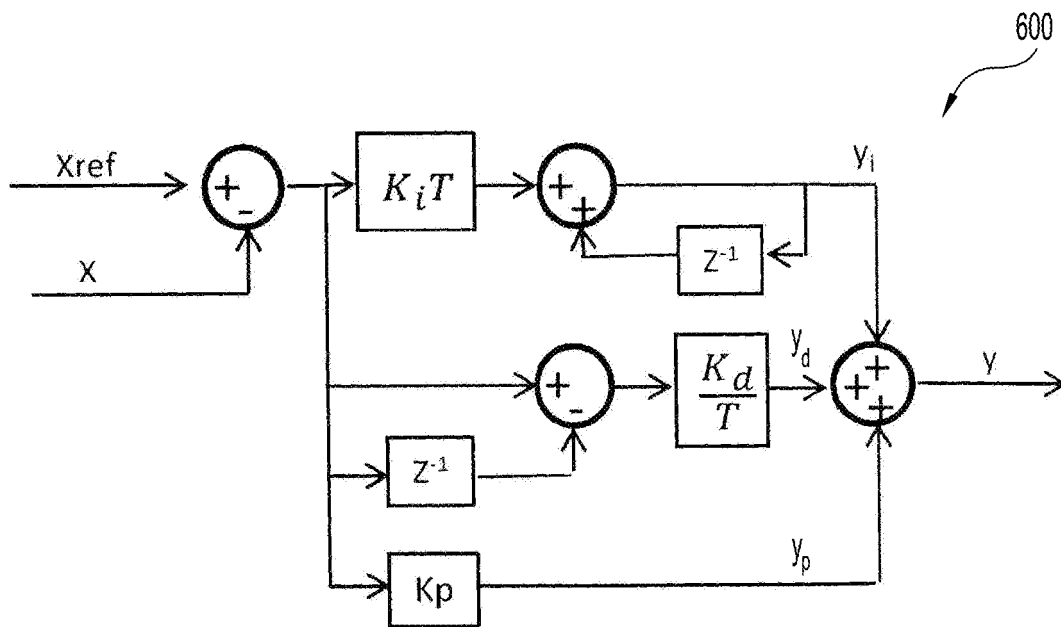 600
Xref
+
-
X
K_iT
+
+
y_i
Z⁻¹
+
-
K_d
T
y_d
+
+
+
y
Z⁻¹
Kp
y_p